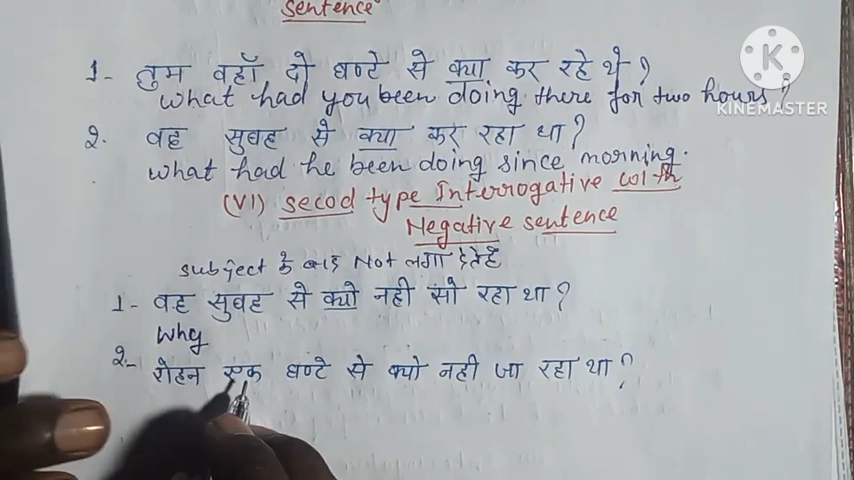 sentence
1- तुम वहाँ दो घण्टे से क्या कर रहे थे?
what had you been doing there for two hours?
2. वह सुबह से क्या कर रहा था?
what had he been doing since morning.
(VI) secod type Interrogative with
Negative sentence
subject के बाद Not लगा देते हैं
1- वह सुबह से क्यो नही सो रहा था?
why
2- रोहन एक घण्टे से क्यो नही जा रहा था?
K
KINEMASTER